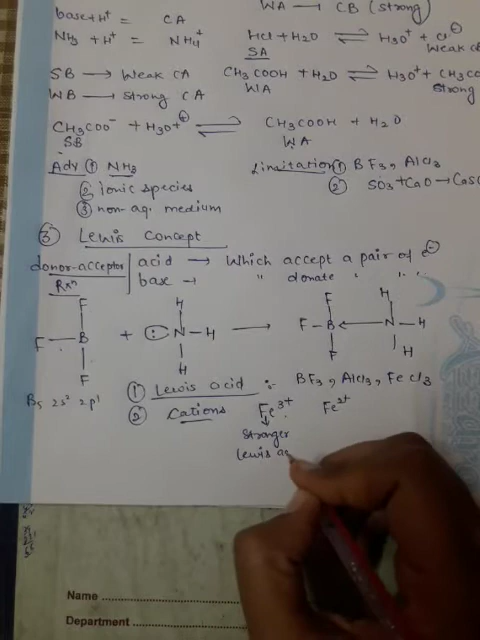 WA → CB (strong)
base + H⁺ = CA
NH₃ + H⁺ = NH₄⁺
HCl + H₂O ⇌ H₃O⁺ + Cl⊖
SA
Weak
SB → Weak CA
CH₃COOH + H₂O ⇌ H₃O⁺ + CH₃CO
WA
Strong
WB → Strong CA
CH₃COO⁻ + H₃O⁺ ⇌ CH₃COOH + H₂O
SB
WA
Adv ① NH₃
② ionic species
③ non-aq. medium
Limitation ① BF₃, AlCl₃
② SO₃ + CaO → CaSO
③ Lewis Concept
donor-acceptor
Rxⁿ
acid → Which accept a pair of e⊖
base → " donate " " "
F H F H
F - B + :N - H → F - B ← N - H
F H F H
B₅ 2s² 2p¹
① Lewis acid :- BF₃, AlCl₃, FeCl₃
② Cations Fe³⁺ Fe²⁺
↓
Stronger
Lewis ac
Name
Department